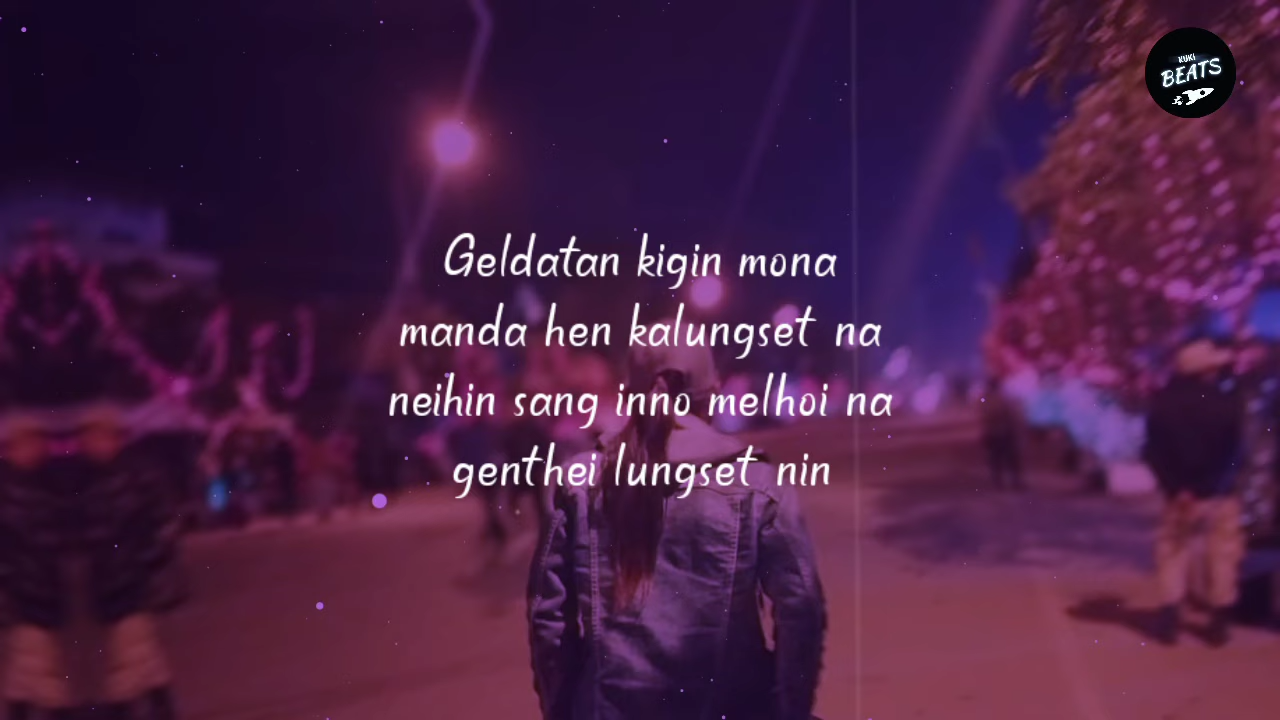 KUKI
BEATS
Geldatan kigin mona
manda hen kalungset na
neihin sang inno melhoi na
genthei lungset nin